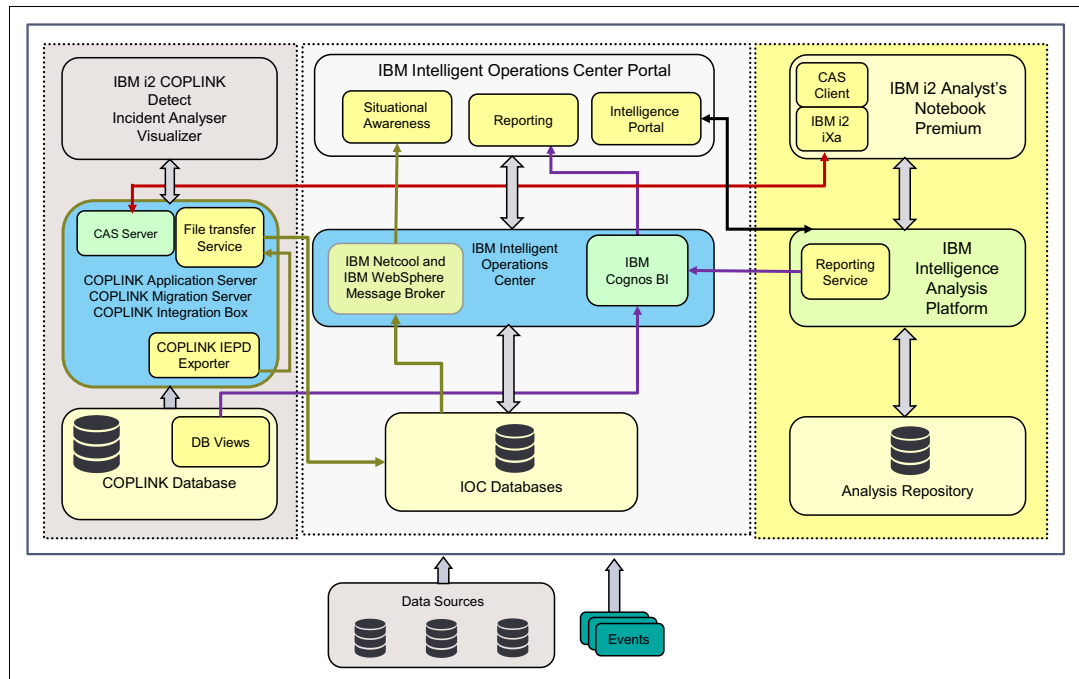 IBM i2 COPLINK
Detect
Incident Analyser
Visualizer
CAS Server
File transfer
Service
COPLINK Application Server
COPLINK Migration Server
COPLINK Integration Box
COPLINK IEPD
Exporter
DB Views
COPLINK Database
IBM Intelligent Operations Center Portal
Situational
Awareness
Reporting
Intelligence
Portal
IBM Netcool and
IBM WebSphere
Message Broker
IBM Intelligent
Operations
Center
IBM
Cognos BI
IOC Databases
CAS
Client
IBM i2
iXa
IBM i2 Analyst's
Notebook
Premium
Reporting
Service
IBM
Intelligence
Analysis
Platform
Analysis Repository
Data Sources
Events